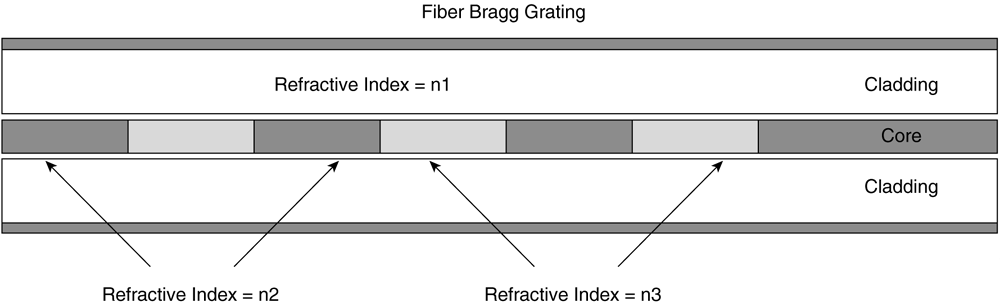 Fiber Bragg Grating
Refractive Index = n1
Cladding
Core
Cladding
Refractive Index = n2
Refractive Index = n3